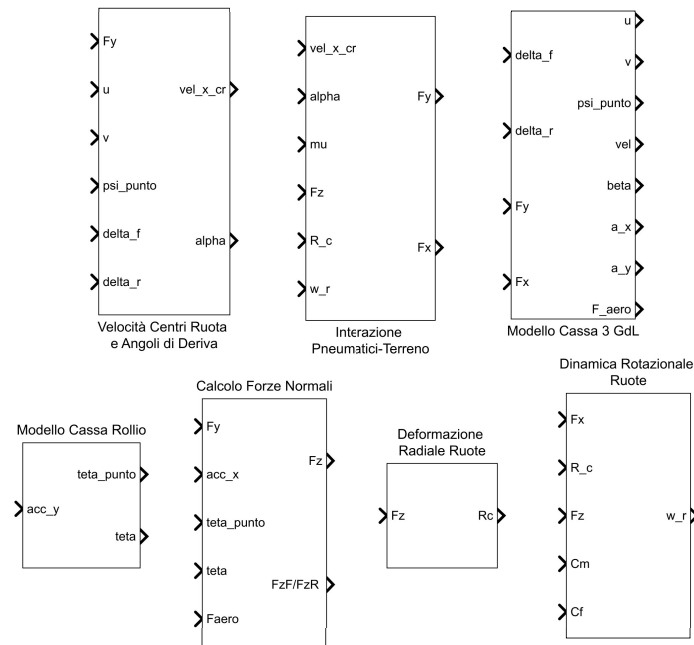 Fy
u
v
psi_punto
delta_f
delta_r
vel_x_cr
alpha
Velocità Centri Ruota
e Angoli di Deriva
vel_x_cr
alpha
mu
Fz
R_c
w_r
Fy
Fx
Interazione
Pneumatici-Terreno
delta_f
delta_r
Fy
Fx
u
v
psi_punto
vel
beta
a_x
a_y
F_aero
Modello Cassa 3 GdL
Modello Cassa Rollio
acc_y
teta_punto
teta
Calcolo Forze Normali
Fy
acc_x
teta_punto
teta
Faero
Fz
FzF/FzR
Deformazione
Radiale Ruote
Fz
Rc
Dinamica Rotazionale
Ruote
Fx
R_c
Fz
Cm
Cf
w_r